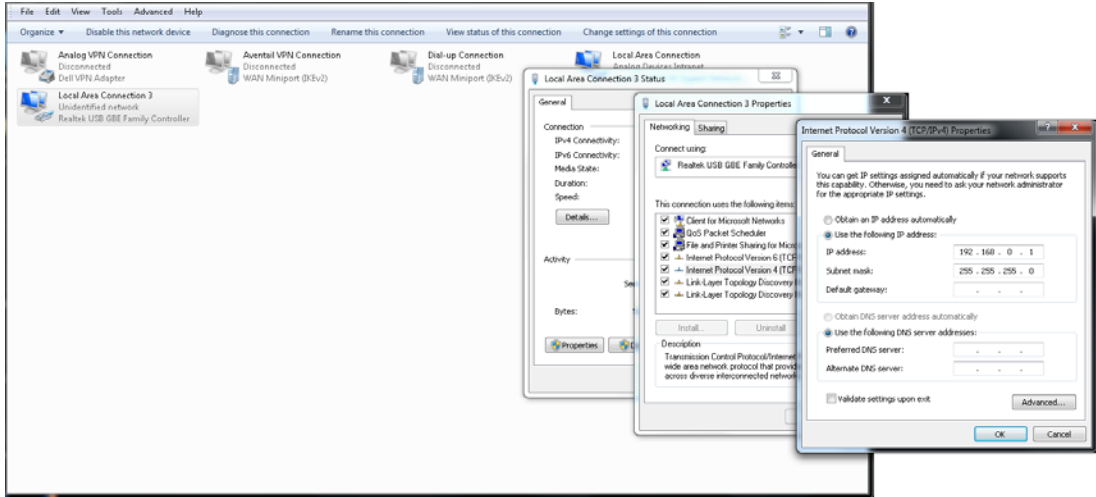 File Edit View Tools Advanced Help
Organize Disable this network device Diagnose this connection Rename this connection View status of this connection Change settings of this connection
Analog VPN Connection
Disconnected
Dell VPN Adapter
Aventail VPN Connection
Disconnected
WAN Miniport (IKEv2)
Dial-up Connection
Disconnected
WAN Miniport (IKEv2)
Local Area Connection
Analog Devices Intranet
Local Area Connection 3
Unidentified network
Realtek USB GBE Family Controller
Local Area Connection 3 Status
General
Connection
IPv4 Connectivity:
IPv6 Connectivity:
Media State:
Duration:
Speed:
Details...
Activity
Bytes:
Properties
Local Area Connection 3 Properties
Networking Sharing
Connect using:
Realtek USB GBE Family Controlle
This connection uses the following items:
Client for Microsoft Networks
QoS Packet Scheduler
File and Printer Sharing for Micro
Internet Protocol Version 6 (TCP
Internet Protocol Version 4 (TCP
Link-Layer Topology Discovery
Link-Layer Topology Discovery
Install... Uninstall
Description
Transmission Control Protocol/Internet
wide area network protocol that provid
across diverse interconnected network
Internet Protocol Version 4 (TCP/IPv4) Properties
General
You can get IP settings assigned automatically if your network supports
this capability. Otherwise, you need to ask your network administrator
for the appropriate IP settings.
Obtain an IP address automatically
Use the following IP address:
IP address: 192 . 168 . 0 . 1
Subnet mask: 255 . 255 . 255 . 0
Default gateway: . . .
Obtain DNS server address automatically
Use the following DNS server addresses:
Preferred DNS server: . . .
Alternate DNS server: . . .
Validate settings upon exit
Advanced...
OK Cancel